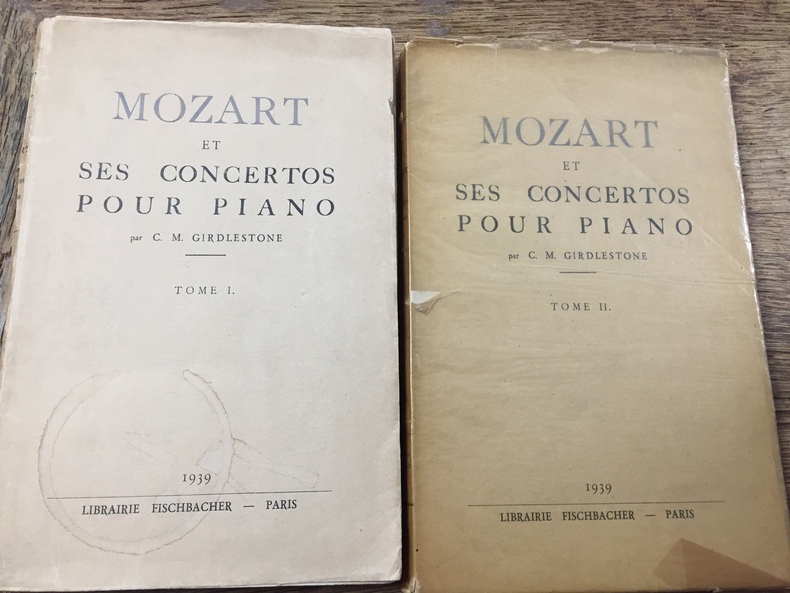 MOZART
ET
SES CONCERTOS
POUR PIANO
par C. M. GIRDLESTONE
TOME I.
1939
LIBRAIRIE FISCHBACHER — PARIS
MOZART
ET
SES CONCERTOS
POUR PIANO
par C. M. GIRDLESTONE
TOME II.
1939
LIBRAIRIE FISCHBACHER — PARIS